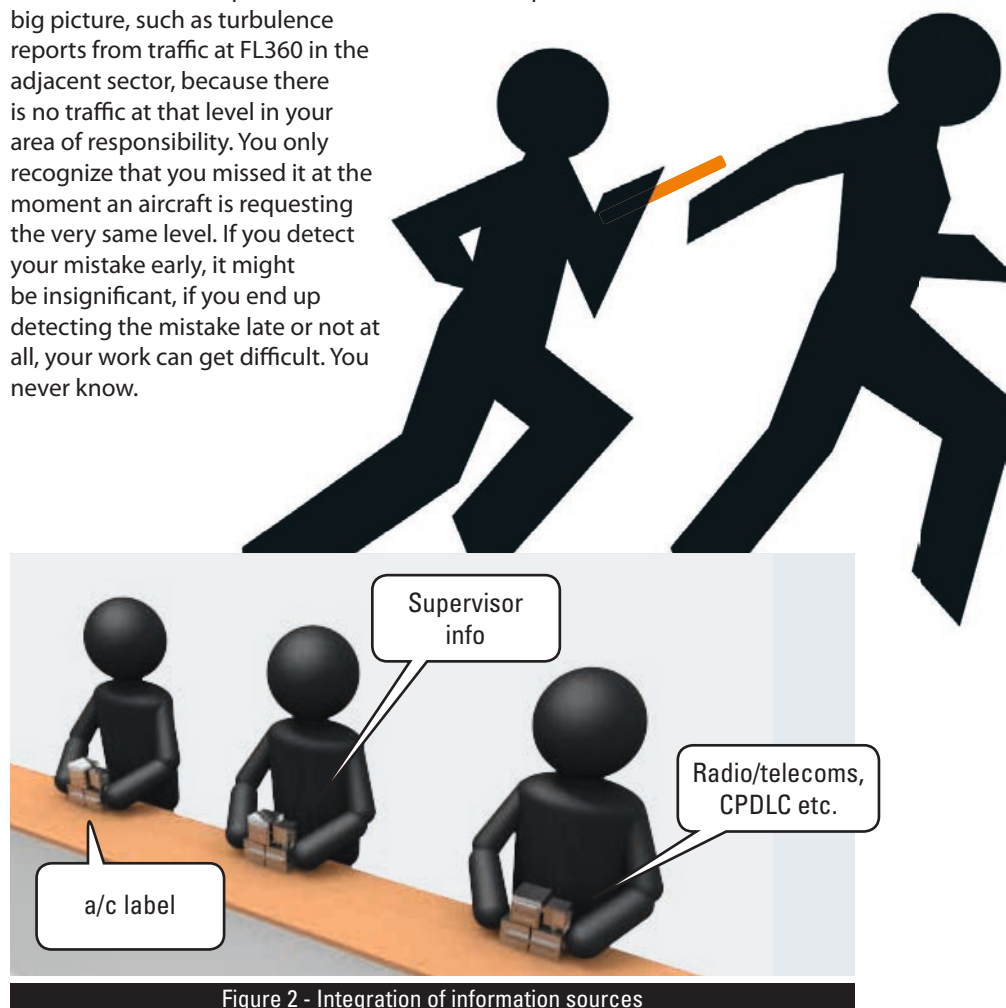 big picture, such as turbulence
reports from traffic at FL360 in the
adjacent sector, because there
is no traffic at that level in your
area of responsibility. You only
recognize that you missed it at the
moment an aircraft is requesting
the very same level. If you detect
your mistake early, it might
be insignificant, if you end up
detecting the mistake late or not at
all, your work can get difficult. You
never know.
Supervisor
info
Radio/telecoms,
CPDLC etc.
a/c label
Figure 2 - Integration of information sources